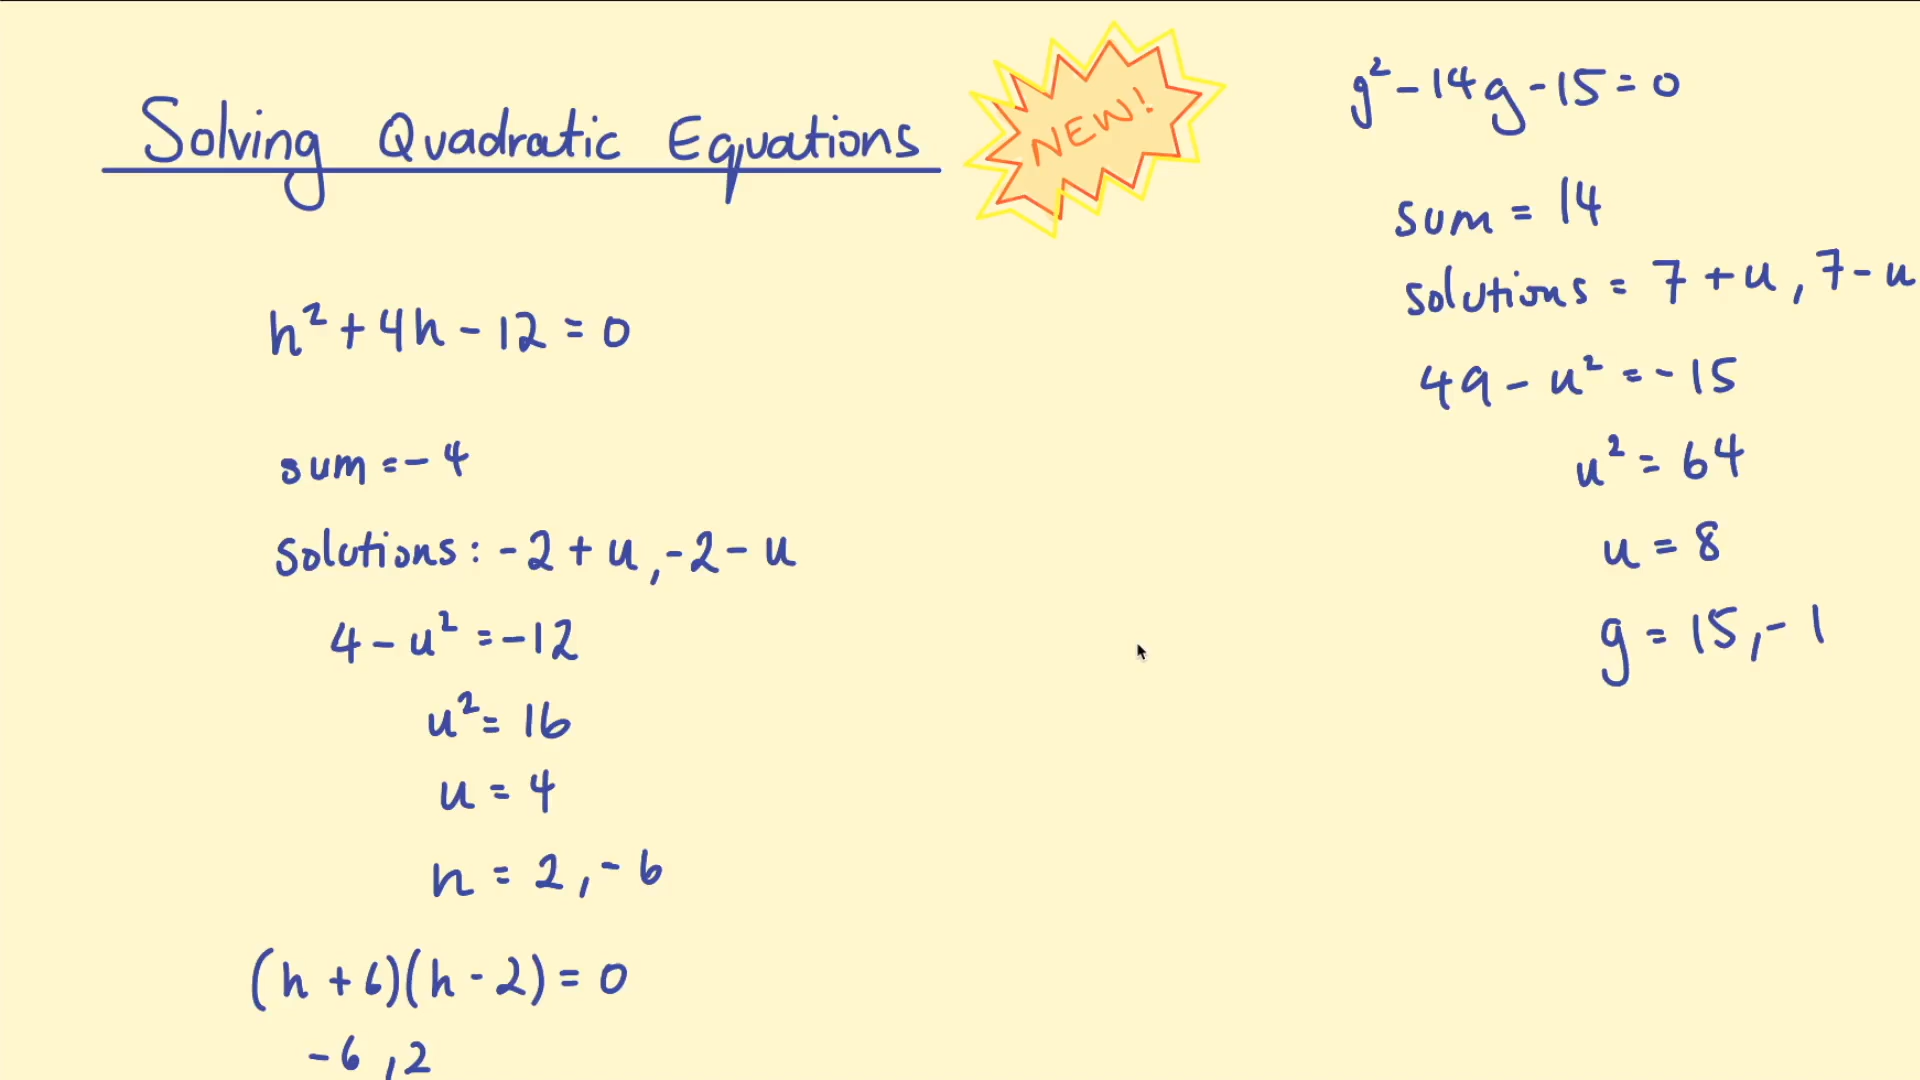 Solving Quadratic Equations
NEW!
h² + 4h - 12 = 0
sum = - 4
solutions: -2 + u, -2 - u
4 - u² = -12
u² = 16
u = 4
h = 2, - 6
(h + 6)(h - 2) = 0
-6, 2
g² - 14g - 15 = 0
sum = 14
solutions = 7 + u, 7 - u
49 - u² = - 15
u² = 64
u = 8
g = 15, - 1